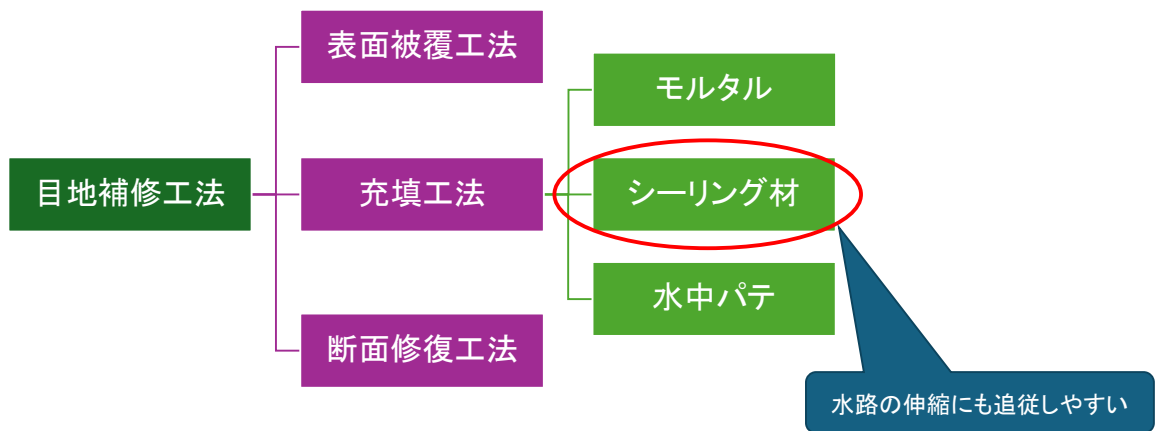 目地補修工法
表面被覆工法
充填工法
断面修復工法
モルタル
シーリング材
水中パテ
水路の伸縮にも追従しやすい